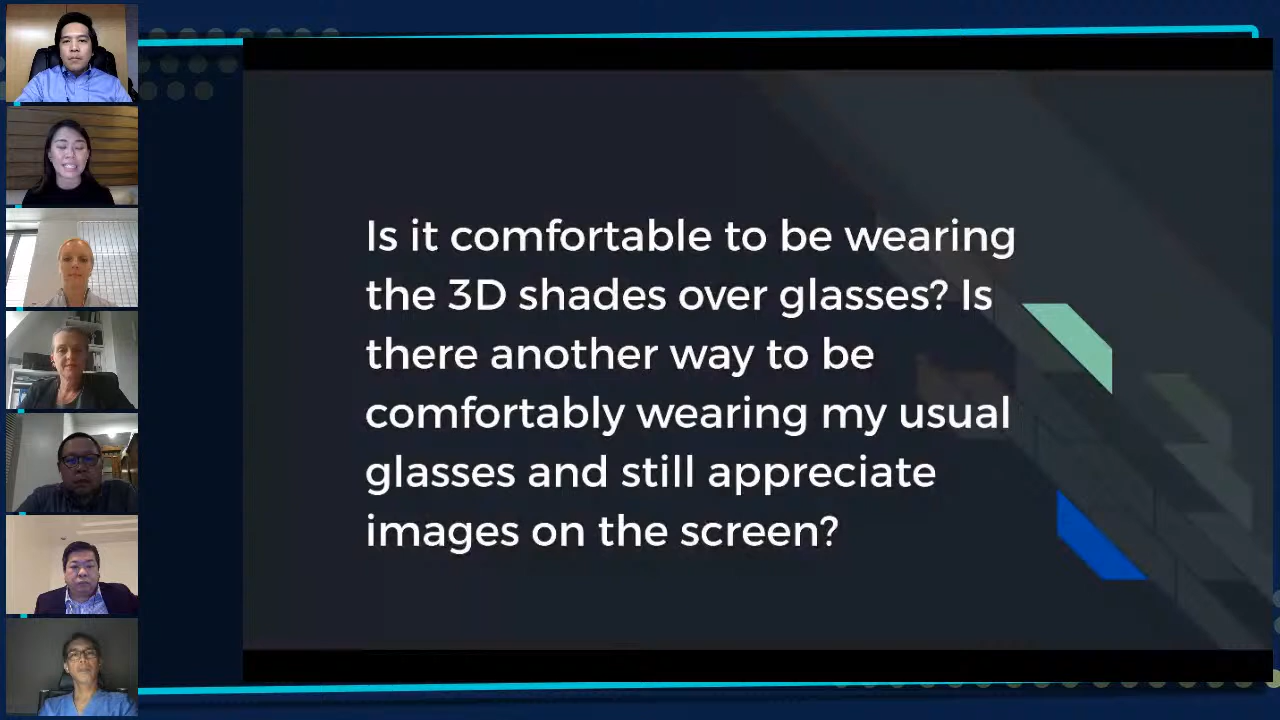 Is it comfortable to be wearing
the 3D shades over glasses? Is
there another way to be
comfortably wearing my usual
glasses and still appreciate
images on the screen?